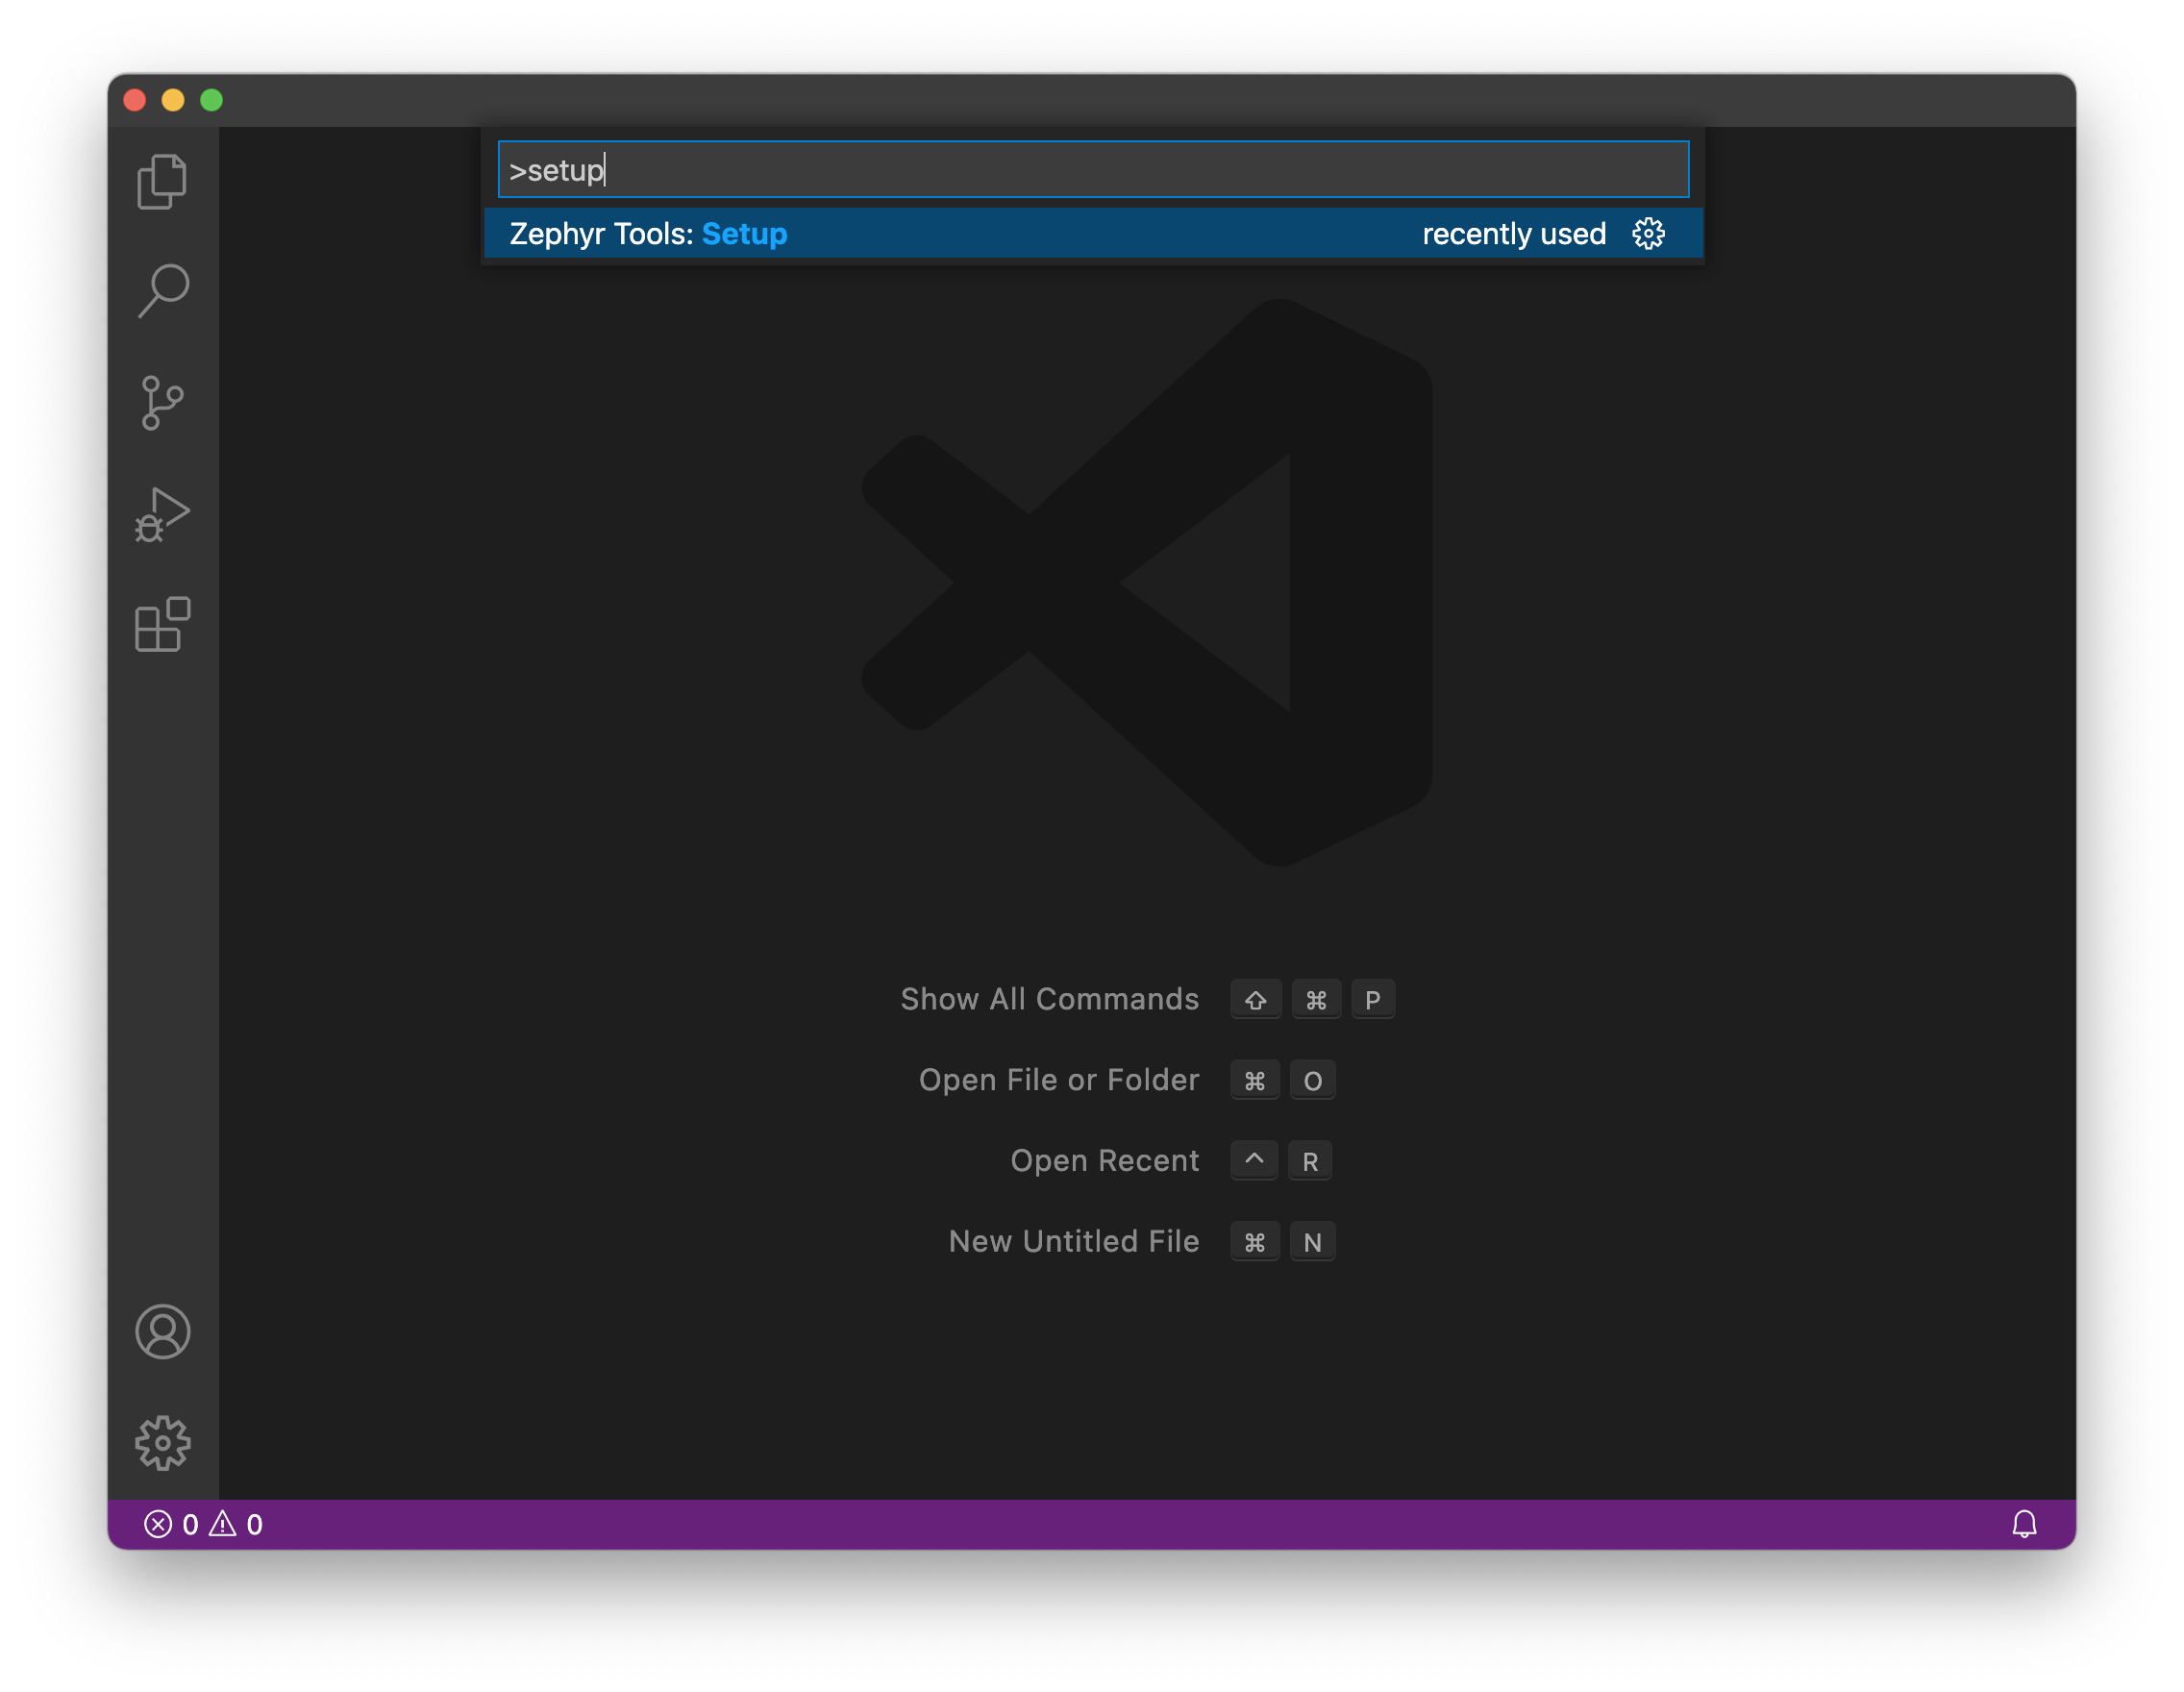 >setup
Zephyr Tools: Setup recently used
Show All Commands ⇧ ⌘ P
Open File or Folder ⌘ O
Open Recent ^ R
New Untitled File ⌘ N
0 0